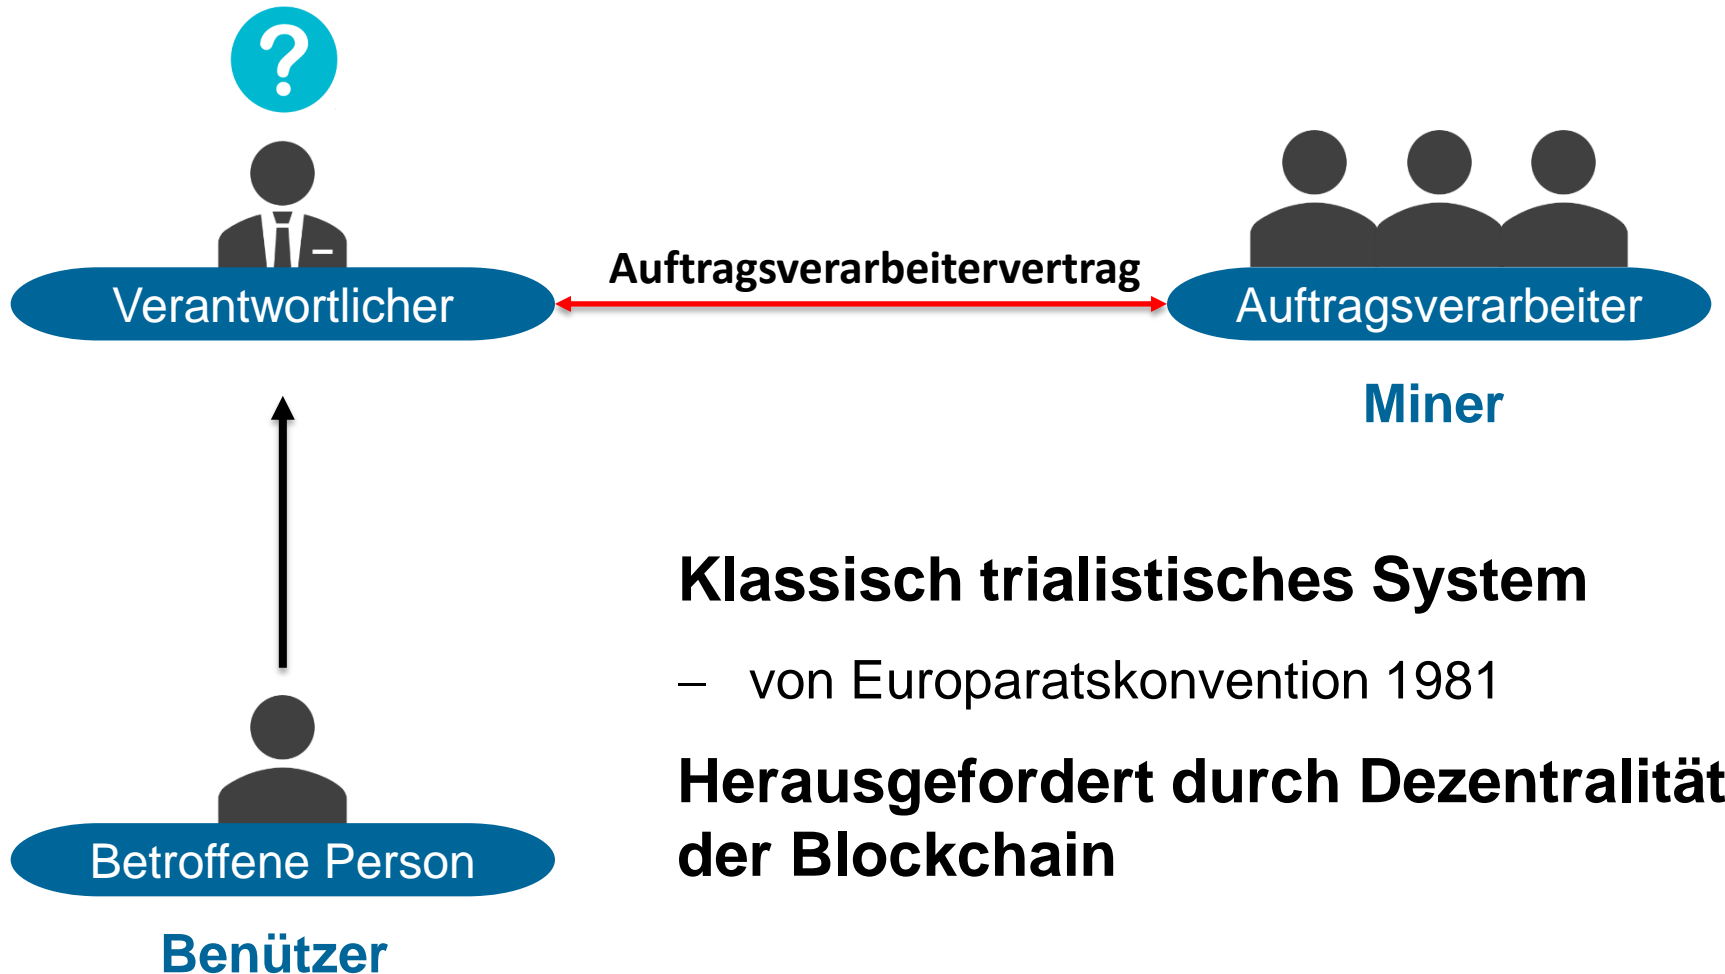 ?
Auftragsverarbeitervertrag
Verantwortlicher
Auftragsverarbeiter
Miner
Klassisch trialistisches System
– von Europaratskonvention 1981
Herausgefordert durch Dezentralität
der Blockchain
Betroffene Person
Benützer